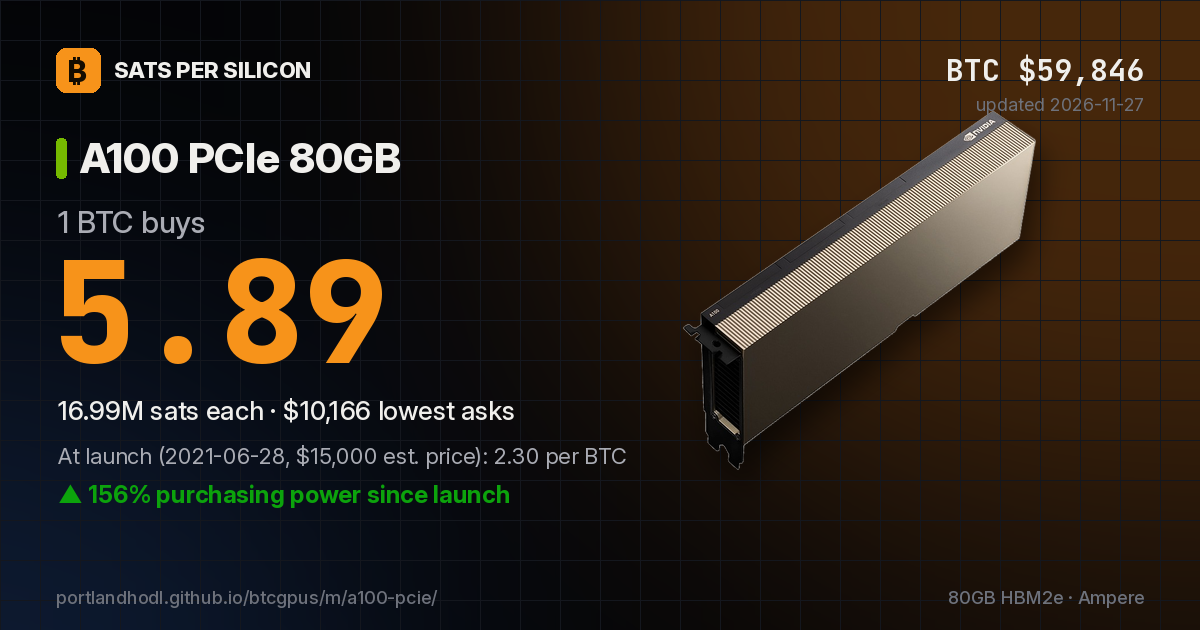 ₿ SATS PER SILICON
BTC $59,846
updated 2026-11-27
NVIDIA
A100 PCIe 80GB
1 BTC buys
5.89
A100
16.99M sats each · $10,166 lowest asks
At launch (2021-06-28, $15,000 est. price): 2.30 per BTC
▲ 156% purchasing power since launch
portlandhodl.github.io/btcgpus/m/a100-pcie/
80GB HBM2e · Ampere